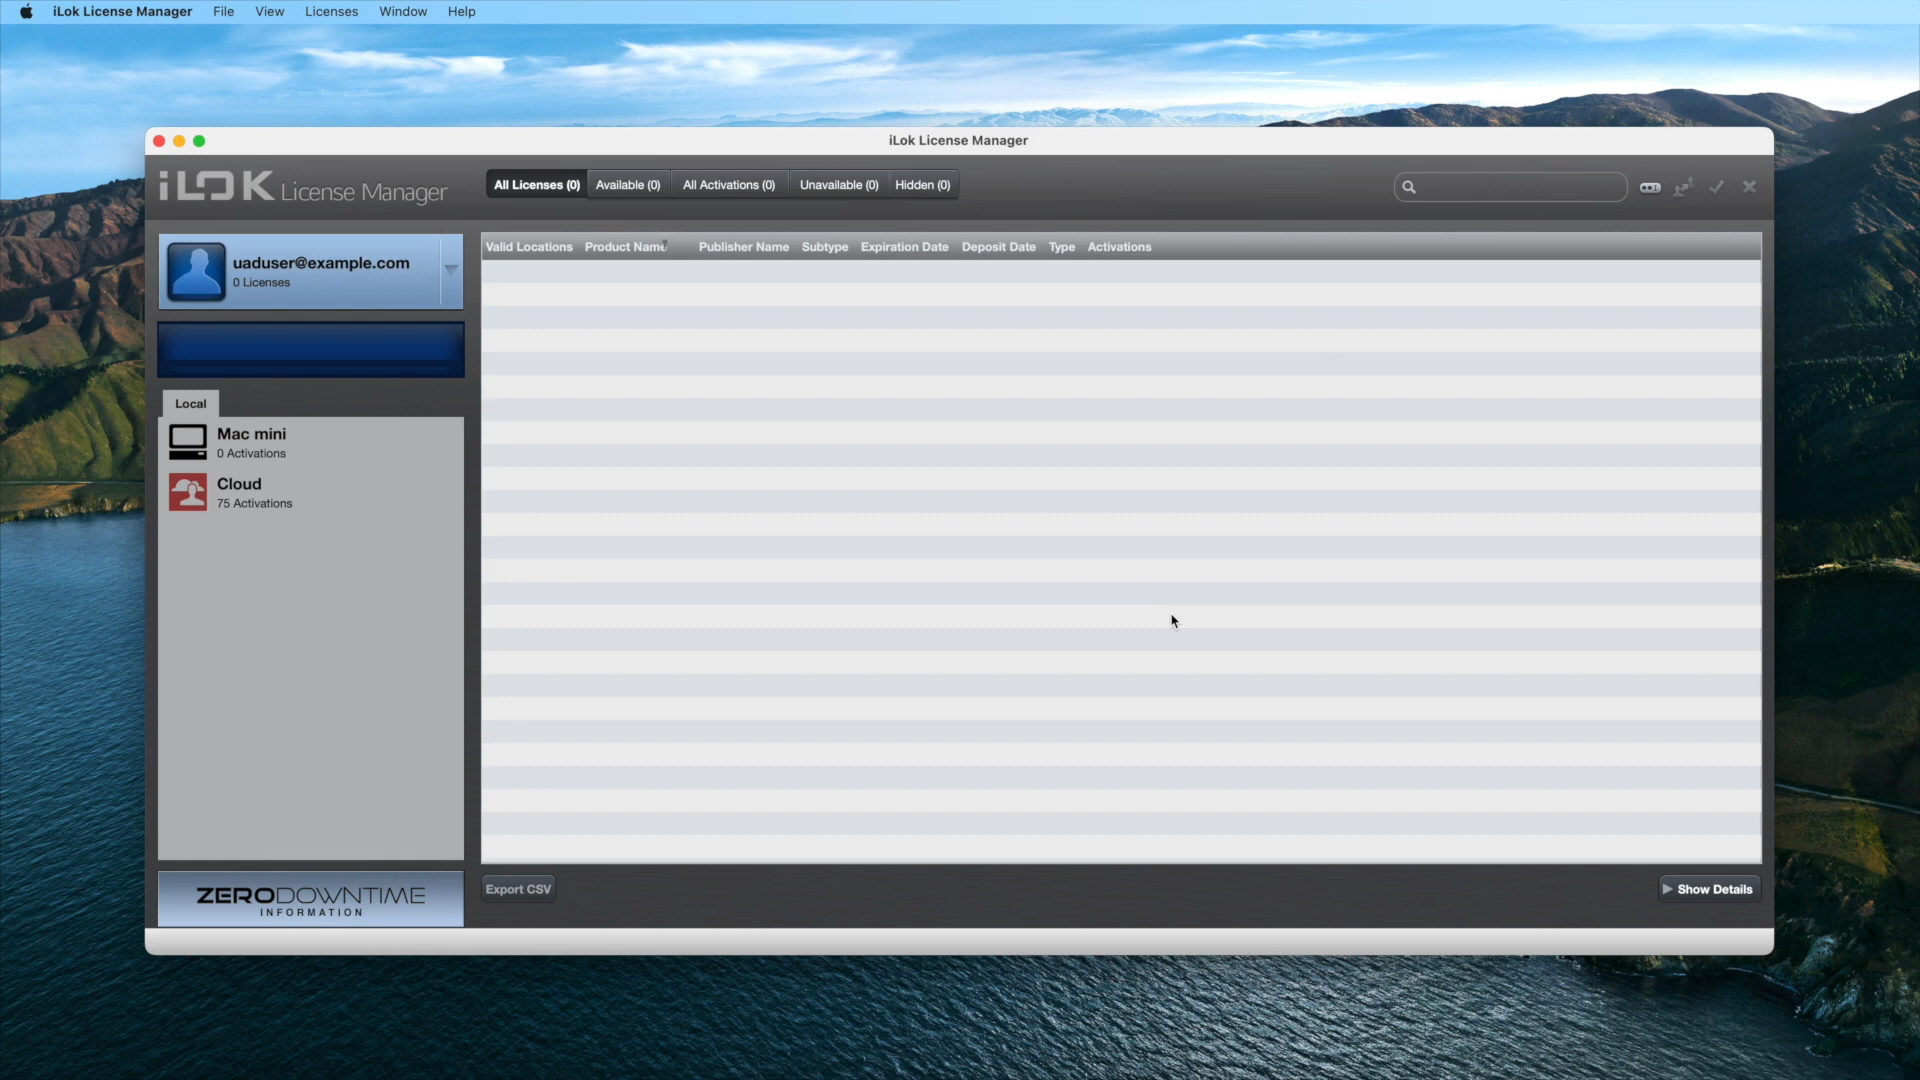 iLok License Manager File View Licenses Window Help
iLok License Manager
iLOK License Manager
All Licenses (0) Available (0) All Activations (0) Unavailable (0) Hidden (0)
uaduser@example.com
0 Licenses
Valid Locations Product Name Publisher Name Subtype Expiration Date Deposit Date Type Activations
Local
Mac mini
0 Activations
Cloud
75 Activations
ZERODOWNTIME
INFORMATION
Export CSV
Show Details